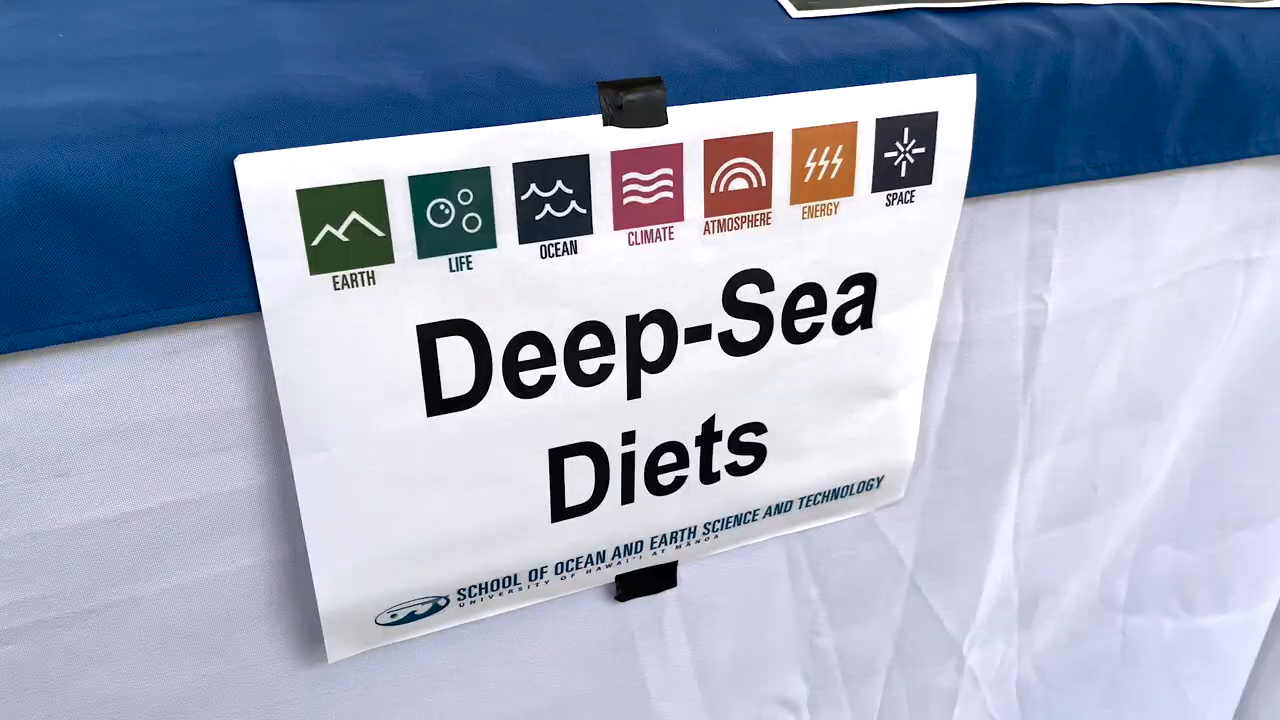 EARTH LIFE OCEAN CLIMATE ATMOSPHERE ENERGY SPACE
Deep-Sea
Diets
SCHOOL OF OCEAN AND EARTH SCIENCE AND TECHNOLOGY
UNIVERSITY OF HAWAI‘I AT MĀNOA